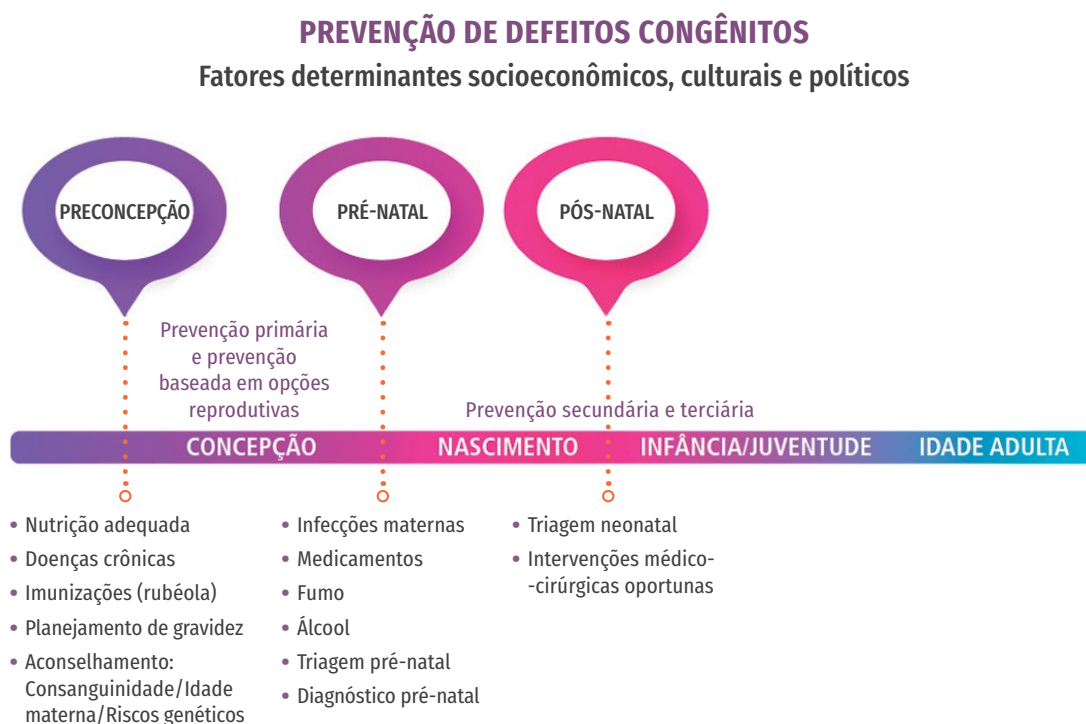 PREVENÇÃO DE DEFEITOS CONGÊNITOS
Fatores determinantes socioeconômicos, culturais e políticos
PRECONCEPÇÃO
PRÉ-NATAL
PÓS-NATAL
Prevenção primária
e prevenção
baseada em opções
reprodutivas
Prevenção secundária e terciária
CONCEPÇÃO
NASCIMENTO
INFÂNCIA/JUVENTUDE
IDADE ADULTA
• Nutrição adequada
• Doenças crônicas
• Imunizações (rubéola)
• Planejamento de gravidez
• Aconselhamento:
Consanguinidade/Idade
materna/Riscos genéticos
• Infecções maternas
• Medicamentos
• Fumo
• Álcool
• Triagem pré-natal
• Diagnóstico pré-natal
• Triagem neonatal
• Intervenções médico-
-cirúrgicas oportunas